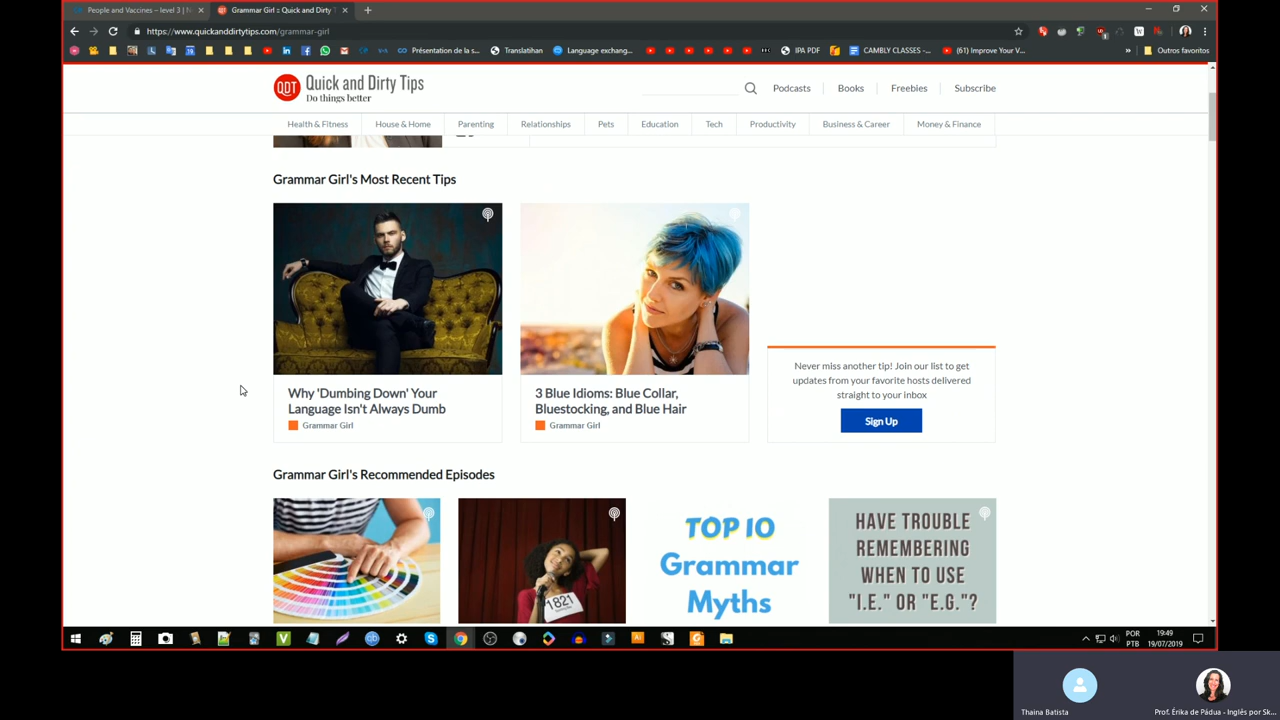 People and Vaccines – level 3 | N
Grammar Girl :: Quick and Dirty T
https://www.quickanddirtytips.com/grammar-girl
Présentation de la s...
Translatihan
Language exchang...
IPA PDF
CAMBLY CLASSES -...
(61) Improve Your V...
»
Outros favoritos
QDT
Quick and Dirty Tips
Do things better
Podcasts
Books
Freebies
Subscribe
Health & Fitness
House & Home
Parenting
Relationships
Pets
Education
Tech
Productivity
Business & Career
Money & Finance
Grammar Girl's Most Recent Tips
Why 'Dumbing Down' Your
Language Isn't Always Dumb
Grammar Girl
3 Blue Idioms: Blue Collar,
Bluestocking, and Blue Hair
Grammar Girl
Never miss another tip! Join our list to get
updates from your favorite hosts delivered
straight to your inbox
Sign Up
Grammar Girl's Recommended Episodes
1821
TOP 10
Grammar
Myths
HAVE TROUBLE
REMEMBERING
WHEN TO USE
"I.E." OR "E.G."?
POR
PTB
19:49
19/07/2019
Thaina Batista
Prof. Érika de Pádua - Inglês por Sk...